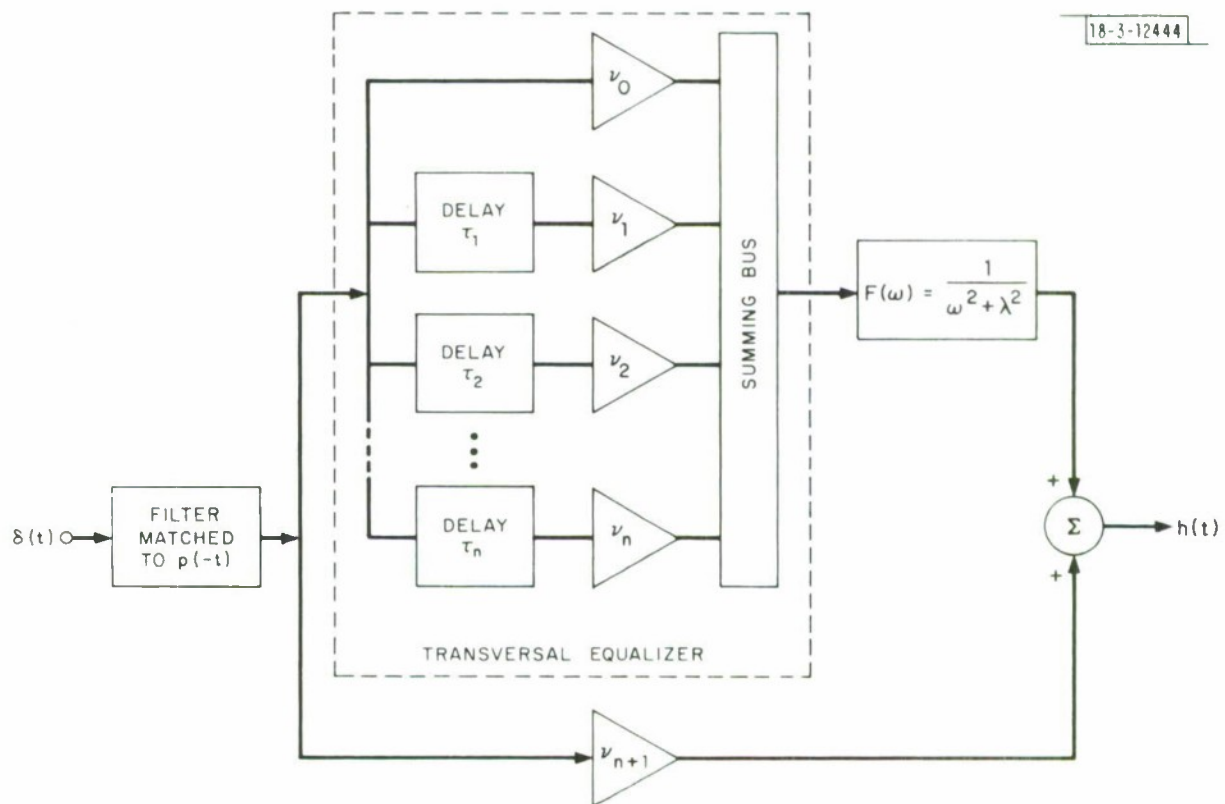 18-3-12444
ν0
DELAY
τ1
ν1
DELAY
τ2
ν2
DELAY
τn
νn
SUMMING BUS
F(ω) = 1 / (ω² + λ²)
δ(t)
FILTER
MATCHED
TO p(-t)
+
Σ
+
h(t)
TRANSVERSAL EQUALIZER
νn+1